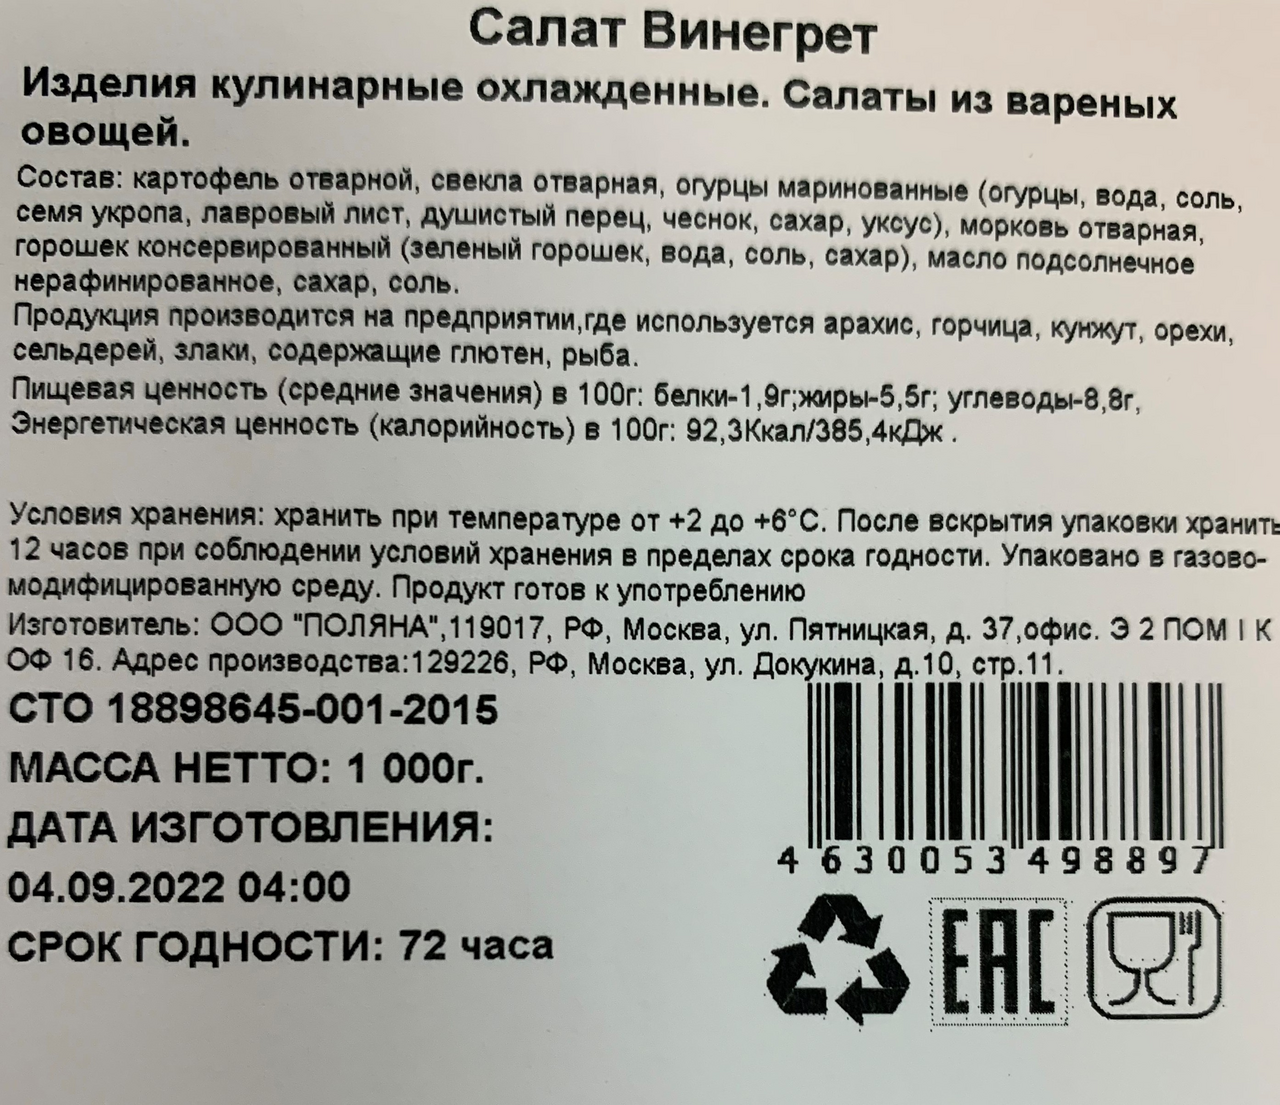 Салат Винегрет
Изделия кулинарные охлажденные. Салаты из вареных
овощей.
Состав: картофель отварной, свекла отварная, огурцы маринованные (огурцы, вода, соль,
семя укропа, лавровый лист, душистый перец, чеснок, сахар, уксус), морковь отварная,
горошек консервированный (зеленый горошек, вода, соль, сахар), масло подсолнечное
нерафинированное, сахар, соль.
Продукция производится на предприятии,где используется арахис, горчица, кунжут, орехи,
сельдерей, злаки, содержащие глютен, рыба.
Пищевая ценность (средние значения) в 100г: белки-1,9г;жиры-5,5г; углеводы-8,8г,
Энергетическая ценность (калорийность) в 100г: 92,3Ккал/385,4кДж .
Условия хранения: хранить при температуре от +2 до +6°С. После вскрытия упаковки хранить
12 часов при соблюдении условий хранения в пределах срока годности. Упаковано в газово-
модифицированную среду. Продукт готов к употреблению
Изготовитель: ООО "ПОЛЯНА",119017, РФ, Москва, ул. Пятницкая, д. 37,офис. Э 2 ПОМ I К
ОФ 16. Адрес производства:129226, РФ, Москва, ул. Докукина, д.10, стр.11.
СТО 18898645-001-2015
МАССА НЕТТО: 1 000г.
ДАТА ИЗГОТОВЛЕНИЯ:
04.09.2022 04:00
СРОК ГОДНОСТИ: 72 часа
4 630053 498897
EAC